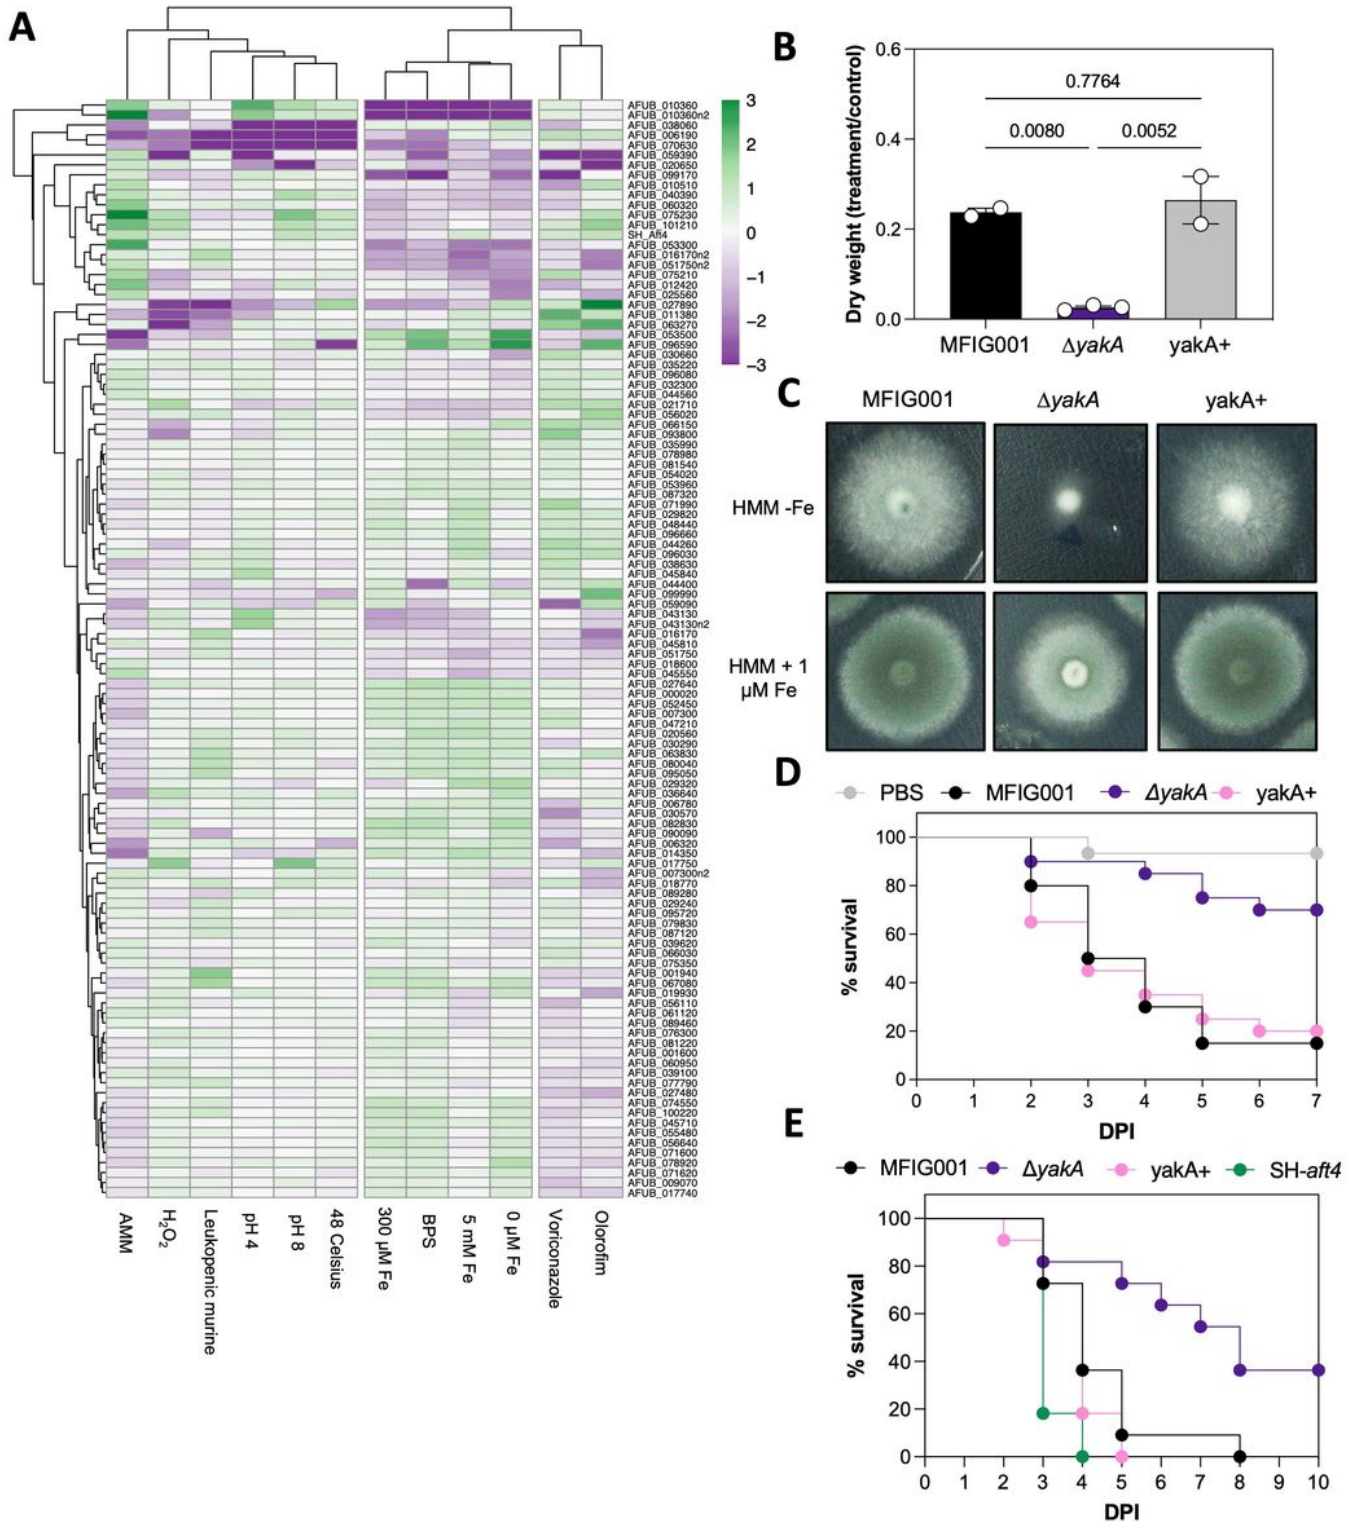 A
AFUB_010360
AFUB_010360n2
AFUB_038060
AFUB_006190
AFUB_070630
AFUB_059390
AFUB_020650
AFUB_099170
AFUB_010510
AFUB_040390
AFUB_060320
AFUB_075230
AFUB_101210
SH_Aft4
AFUB_053300
AFUB_016170n2
AFUB_051750n2
AFUB_075210
AFUB_012420
AFUB_025560
AFUB_027890
AFUB_011380
AFUB_063270
AFUB_053500
AFUB_096590
AFUB_030660
AFUB_035220
AFUB_096080
AFUB_032300
AFUB_044560
AFUB_021710
AFUB_056020
AFUB_066150
AFUB_093800
AFUB_035990
AFUB_078980
AFUB_081540
AFUB_054020
AFUB_053960
AFUB_087320
AFUB_071990
AFUB_029820
AFUB_048440
AFUB_096660
AFUB_044260
AFUB_096030
AFUB_038630
AFUB_045840
AFUB_044400
AFUB_099990
AFUB_059090
AFUB_043130
AFUB_043130n2
AFUB_016170
AFUB_045810
AFUB_051750
AFUB_018600
AFUB_045550
AFUB_027640
AFUB_000020
AFUB_052450
AFUB_007300
AFUB_047210
AFUB_020560
AFUB_030290
AFUB_063830
AFUB_080040
AFUB_095050
AFUB_029320
AFUB_036640
AFUB_006780
AFUB_030570
AFUB_082830
AFUB_090090
AFUB_006320
AFUB_014350
AFUB_017750
AFUB_007300n2
AFUB_018770
AFUB_089280
AFUB_029240
AFUB_095720
AFUB_079830
AFUB_087120
AFUB_039620
AFUB_066030
AFUB_075350
AFUB_001940
AFUB_067080
AFUB_019930
AFUB_056110
AFUB_061120
AFUB_089460
AFUB_076300
AFUB_081220
AFUB_001600
AFUB_060950
AFUB_039100
AFUB_077790
AFUB_027480
AFUB_074550
AFUB_100220
AFUB_045710
AFUB_055480
AFUB_056640
AFUB_071600
AFUB_078920
AFUB_071620
AFUB_009070
AFUB_017740
AMM
H2O2
Leukopenic murine
pH 4
pH 8
48 Celsius
300 µM Fe
BPS
5 mM Fe
0 µM Fe
Voriconazole
Olorofim
3
2
1
0
−1
−2
−3
B
Dry weight (treatment/control)
0.6
0.4
0.2
0.0
0.7764
0.0080 0.0052
MFIG001 ΔyakA yakA+
C
MFIG001 ΔyakA yakA+
HMM -Fe
HMM + 1
µM Fe
D
PBS MFIG001 ΔyakA yakA+
% survival
100
80
60
40
20
0
0 1 2 3 4 5 6 7
DPI
E
MFIG001 ΔyakA yakA+ SH-aft4
% survival
100
80
60
40
20
0
0 1 2 3 4 5 6 7 8 9 10
DPI